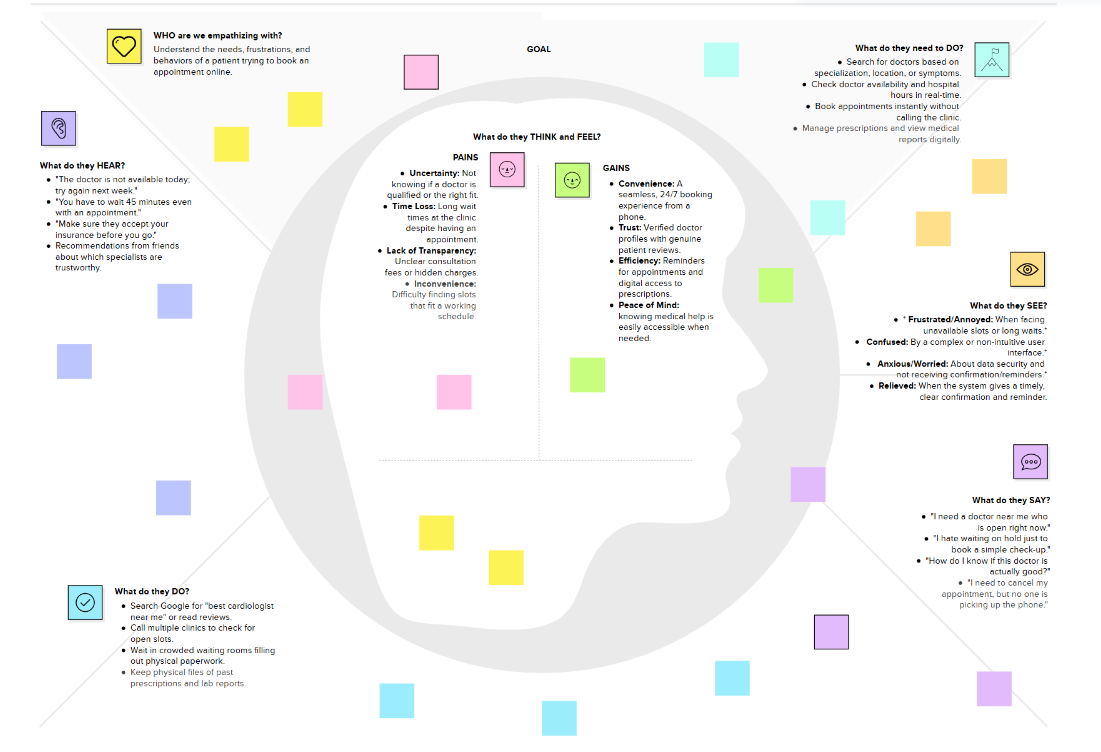 WHO are we empathizing with?
Understand the needs, frustrations, and
behaviors of a patient trying to book an
appointment online.
GOAL
What do they need to DO?
• Search for doctors based on
specialization, location, or symptoms.
• Check doctor availability and hospital
hours in real-time.
• Book appointments instantly without
calling the clinic.
• Manage prescriptions and view medical
reports digitally.
What do they HEAR?
• "The doctor is not available today;
try again next week."
• "You have to wait 45 minutes even
with an appointment."
• "Make sure they accept your
insurance before you go."
• Recommendations from friends
about which specialists are
trustworthy.
What do they THINK and FEEL?
PAINS
• Uncertainty: Not
knowing if a doctor is
qualified or the right fit.
• Time Loss: Long wait
times at the clinic
despite having an
appointment.
• Lack of Transparency:
Unclear consultation
fees or hidden charges.
• Inconvenience:
Difficulty finding slots
that fit a working
schedule.
GAINS
• Convenience: A
seamless, 24/7 booking
experience from a
phone.
• Trust: Verified doctor
profiles with genuine
patient reviews.
• Efficiency: Reminders
for appointments and
digital access to
prescriptions.
• Peace of Mind:
knowing medical help is
easily accessible when
needed.
What do they SEE?
• * Frustrated/Annoyed: When facing
unavailable slots or long waits.*
• Confused: By a complex or non-intuitive user
interface.*
• Anxious/Worried: About data security and
not receiving confirmation/reminders.*
• Relieved: When the system gives a timely,
clear confirmation and reminder.
What do they SAY?
• "I need a doctor near me who
is open right now."
• "I hate waiting on hold just to
book a simple check-up."
• "How do I know if this doctor is
actually good?"
• "I need to cancel my
appointment, but no one is
picking up the phone."
What do they DO?
• Search Google for "best cardiologist
near me" or read reviews.
• Call multiple clinics to check for
open slots.
• Wait in crowded waiting rooms filling
out physical paperwork.
• Keep physical files of past
prescriptions and lab reports.